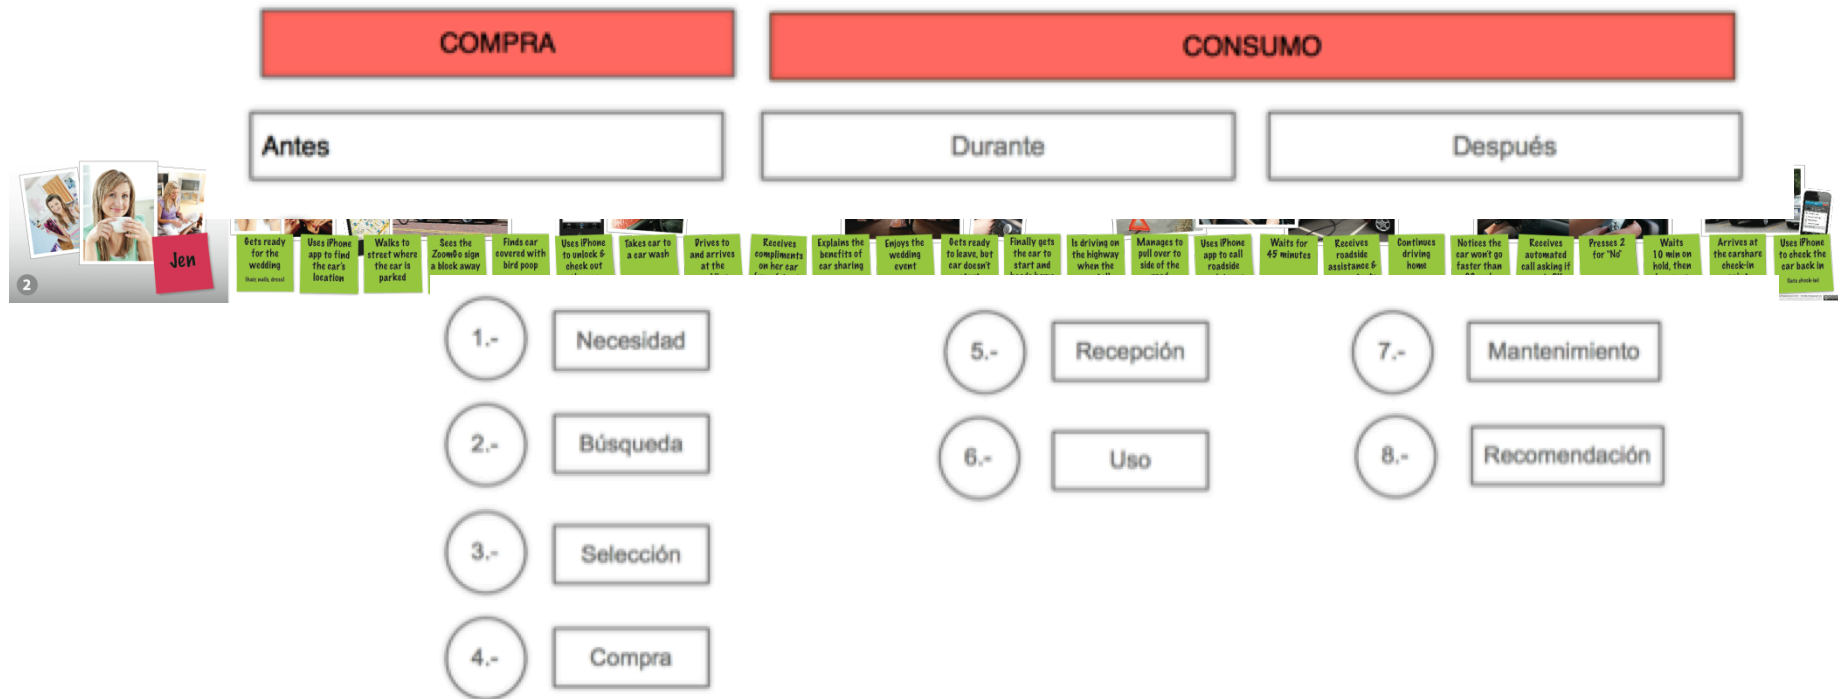 COMPRA
CONSUMO
Antes
Durante
Después
Jen
2
Gets ready
for the
wedding
Uses iPhone
app to find
the car's
location
Walks to
street where
the car is
parked
Sees the
ZoomGo sign
a block away
Finds car
covered with
bird poop
Uses iPhone
to unlock &
check out
Takes car to
a car wash
Drives to
and arrives
at the
Receives
compliments
on her car
Explains the
benefits of
car sharing
Enjoys the
wedding
event
Gets ready
to leave, but
car doesn't
Finally gets
the car to
start and
Is driving on
the highway
when the
Manages to
pull over to
side of the
Uses iPhone
app to call
roadside
Waits for
45 minutes
Receives
roadside
assistance &
Continues
driving
home
Notices the
car won't go
faster than
Receives
automated
call asking if
Presses 2
for "No"
Waits
10 min on
hold, then
Arrives at
the carshare
check-in
Uses iPhone
to check the
car back in
1.-
Necesidad
2.-
Búsqueda
3.-
Selección
4.-
Compra
5.-
Recepción
6.-
Uso
7.-
Mantenimiento
8.-
Recomendación